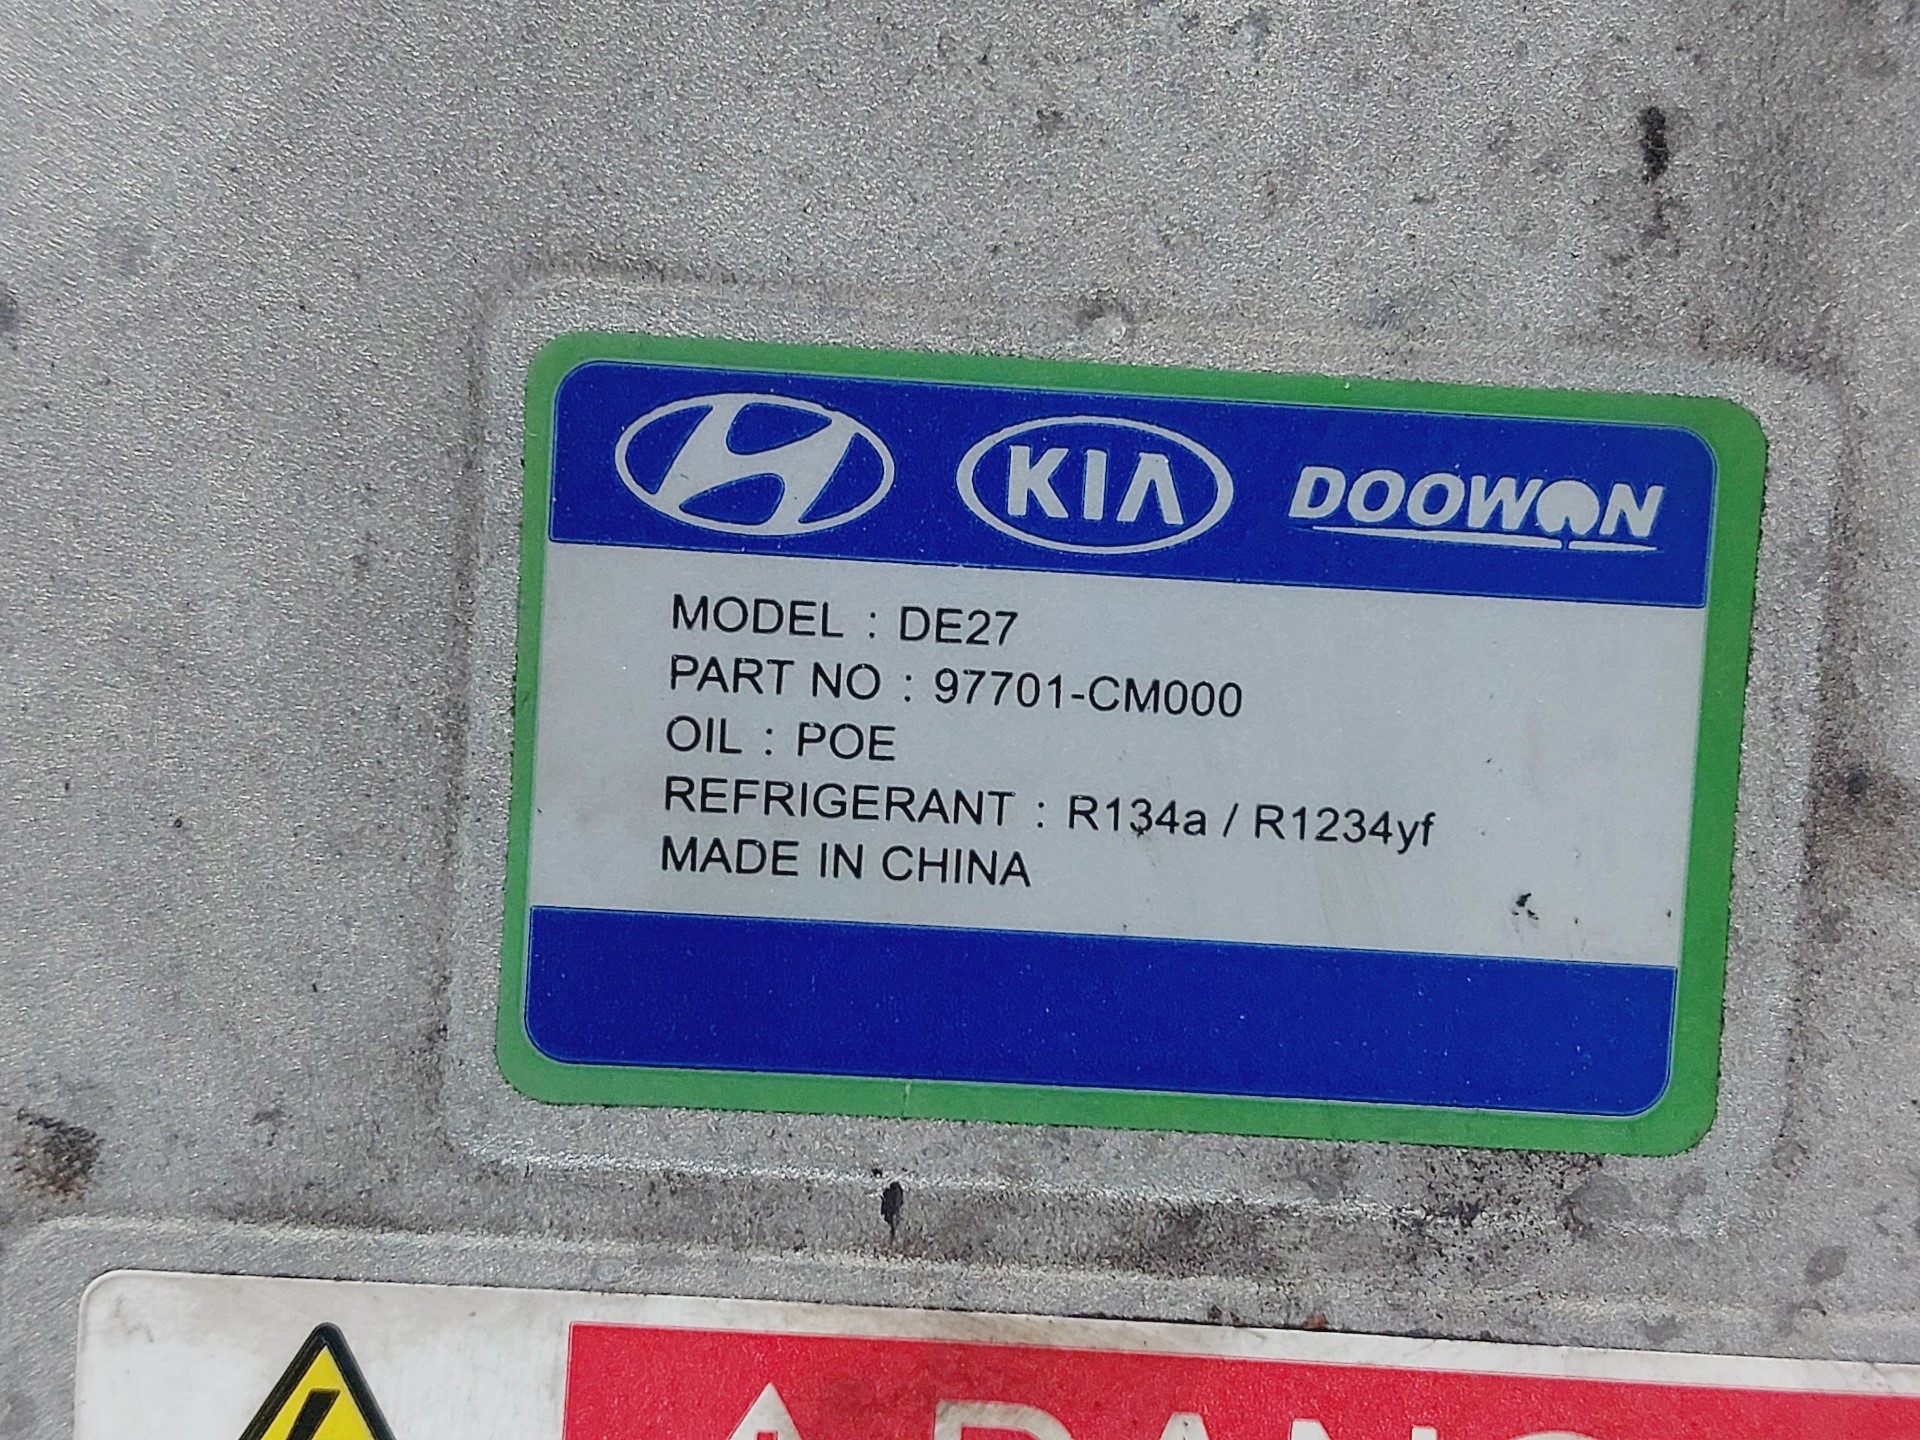 KIA DOOWON
MODEL : DE27
PART NO : 97701-CM000
OIL : POE
REFRIGERANT : R134a / R1234yf
MADE IN CHINA